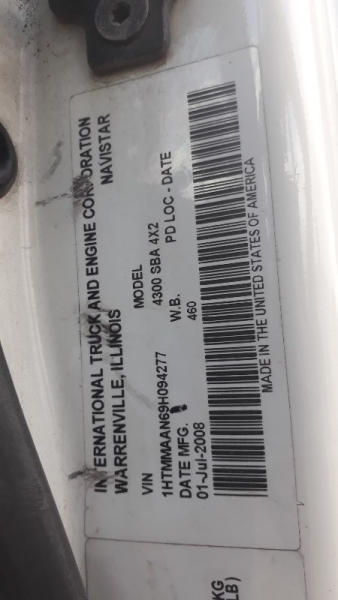 INTERNATIONAL TRUCK AND ENGINE CORPORATION
WARRENVILLE, ILLINOIS NAVISTAR
VIN MODEL
1HTMMAAN69H094277 4300 SBA 4X2
DATE MFG. W.B. PD LOC - DATE
01-Jul-2008 460
MADE IN THE UNITED STATES OF AMERICA
KG
LB)